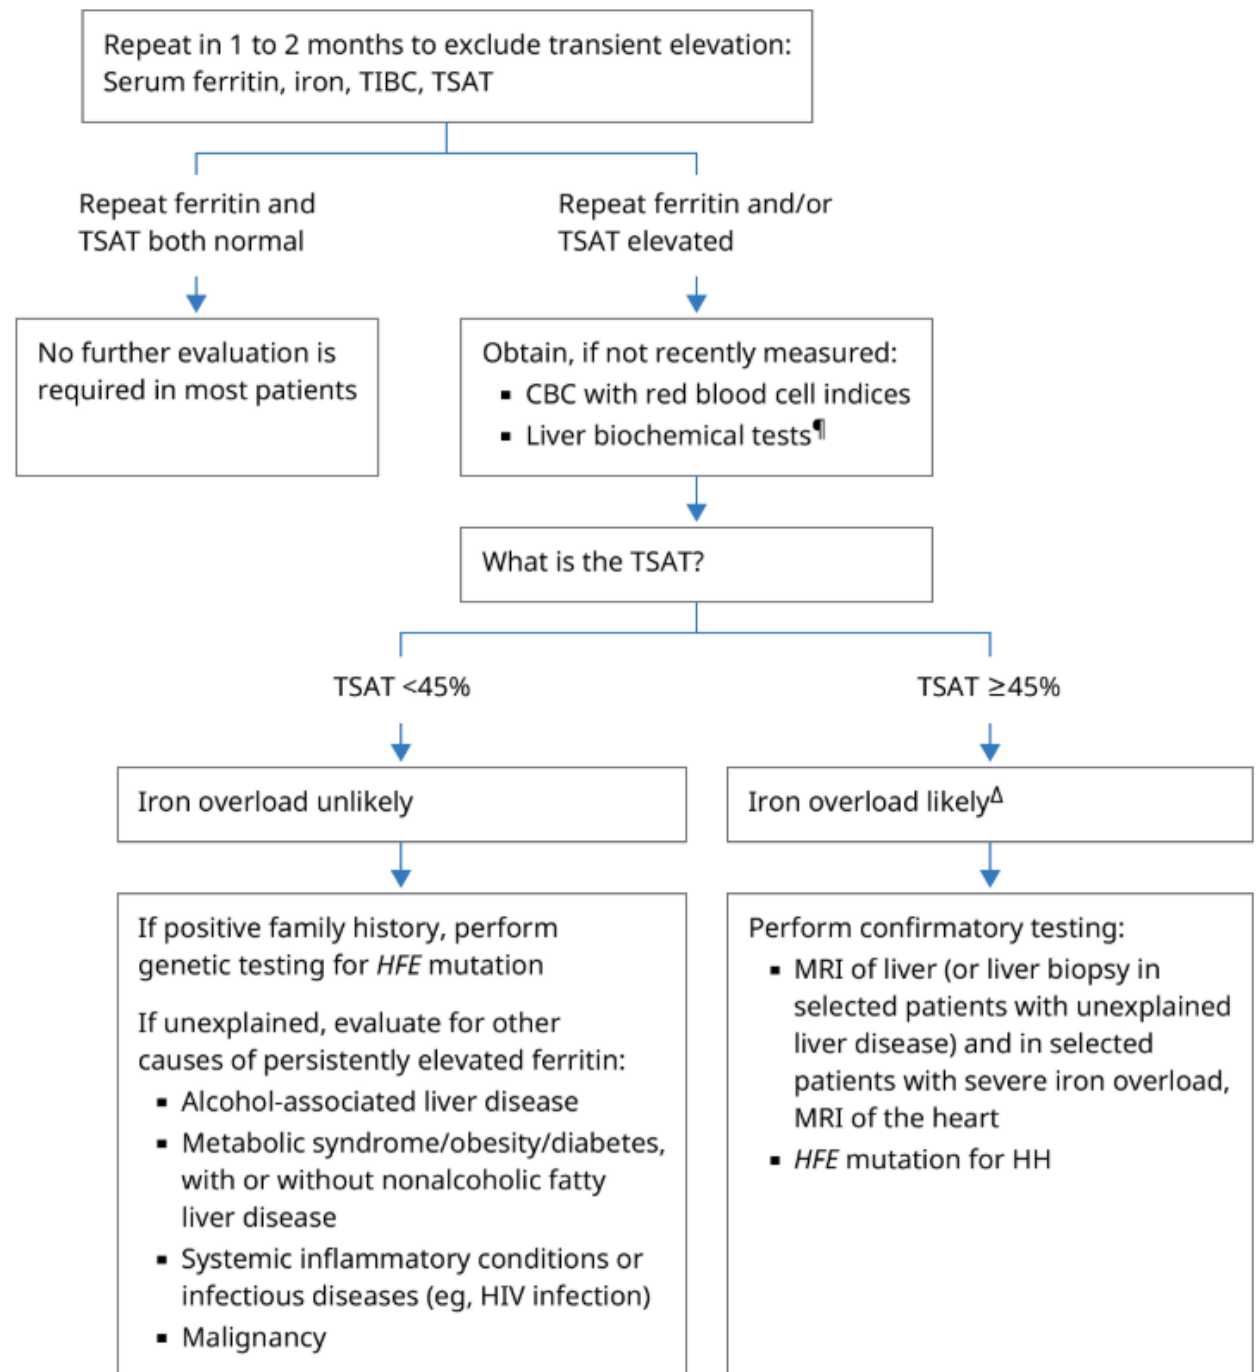 Repeat in 1 to 2 months to exclude transient elevation:
Serum ferritin, iron, TIBC, TSAT
Repeat ferritin and
TSAT both normal
Repeat ferritin and/or
TSAT elevated
No further evaluation is
required in most patients
Obtain, if not recently measured:
▪ CBC with red blood cell indices
▪ Liver biochemical tests¶
What is the TSAT?
TSAT <45%
TSAT ≥45%
Iron overload unlikely
Iron overload likelyΔ
If positive family history, perform
genetic testing for HFE mutation
If unexplained, evaluate for other
causes of persistently elevated ferritin:
▪ Alcohol-associated liver disease
▪ Metabolic syndrome/obesity/diabetes,
with or without nonalcoholic fatty
liver disease
▪ Systemic inflammatory conditions or
infectious diseases (eg, HIV infection)
▪ Malignancy
Perform confirmatory testing:
▪ MRI of liver (or liver biopsy in
selected patients with unexplained
liver disease) and in selected
patients with severe iron overload,
MRI of the heart
▪ HFE mutation for HH